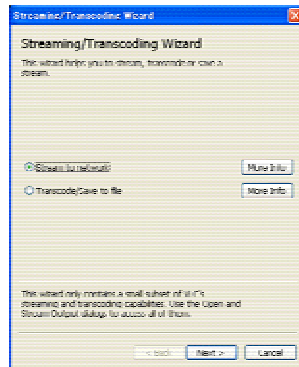 Streaming/Transcoding Wizard
Streaming/Transcoding Wizard
This wizard helps you to stream, transcode or save a
stream.
Stream to network
More Info
Transcode/Save to file
More Info
This wizard only contains a small subset of VLC's
streaming and transcoding capabilities. Use the Open and
Stream Output dialogs to access all of them.
< Back
Next >
Cancel